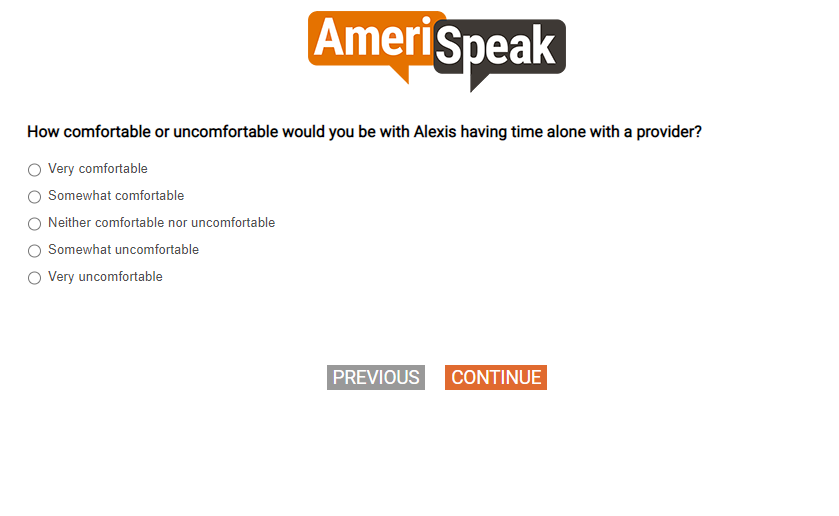 AmeriSpeak
How comfortable or uncomfortable would you be with Alexis having time alone with a provider?
Very comfortable
Somewhat comfortable
Neither comfortable nor uncomfortable
Somewhat uncomfortable
Very uncomfortable
PREVIOUS CONTINUE